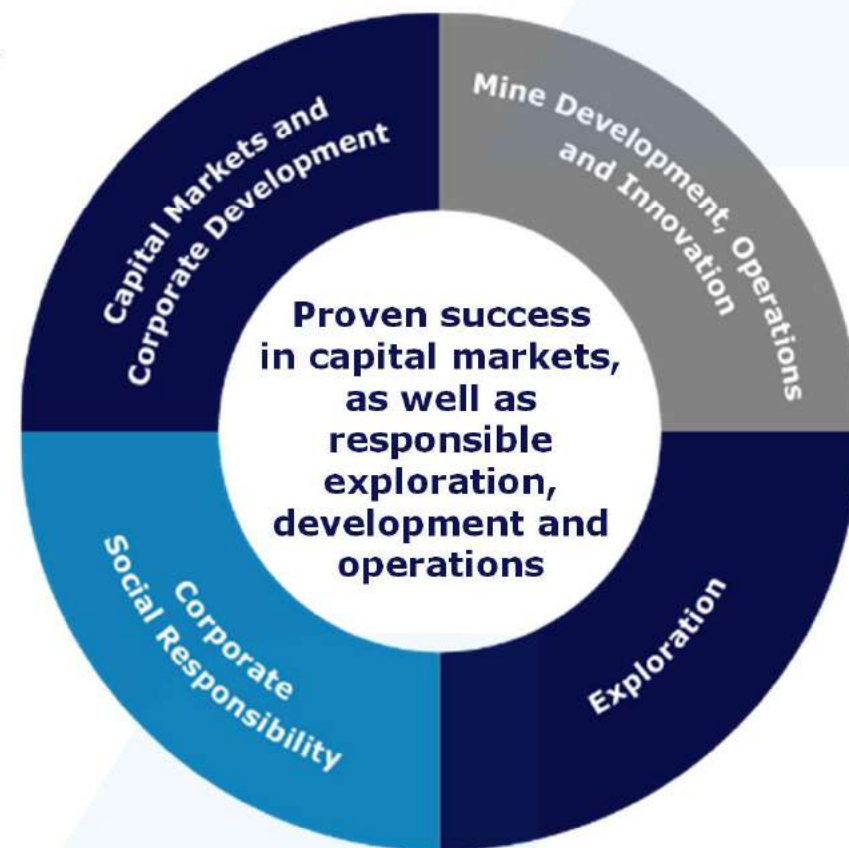 Capital Markets and
Corporate Development
Mine Development, Operations
and Innovation
Proven success
in capital markets,
as well as
responsible
exploration,
development and
operations
Corporate
Social Responsibility
Exploration